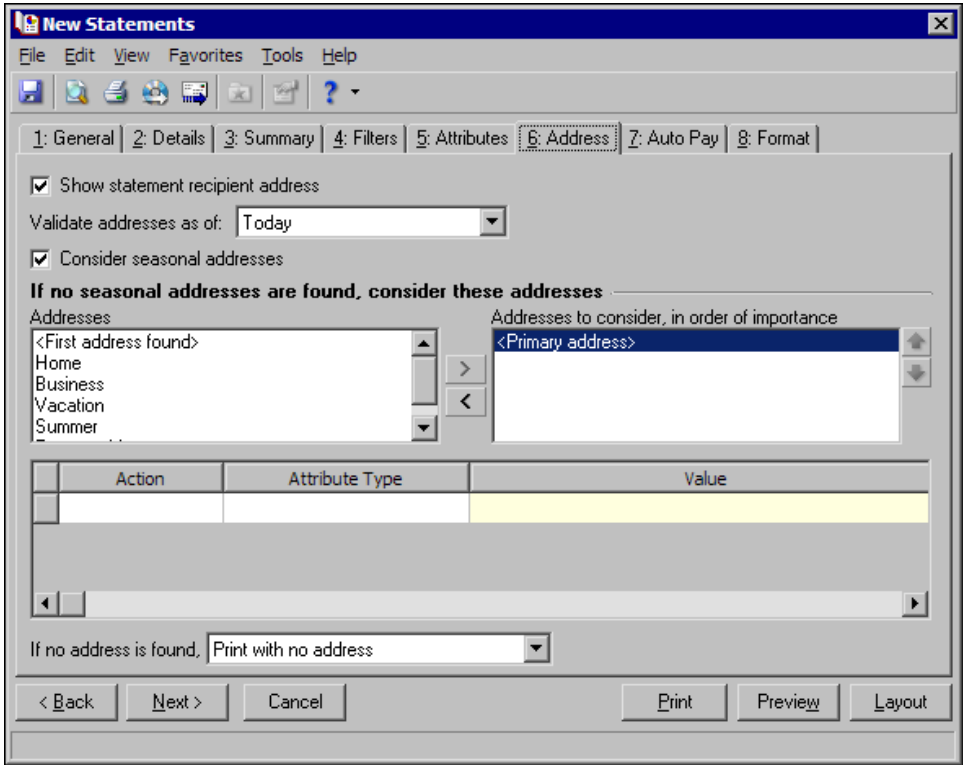 New Statements
File Edit View Favorites Tools Help
1: General 2: Details 3: Summary 4: Filters 5: Attributes 6: Address 7: Auto Pay 8: Format
Show statement recipient address
Validate addresses as of: Today
Consider seasonal addresses
If no seasonal addresses are found, consider these addresses
Addresses
<First address found>
Home
Business
Vacation
Summer
Addresses to consider, in order of importance
<Primary address>
>
<
Action Attribute Type Value
If no address is found, Print with no address
< Back Next > Cancel Print Preview Layout